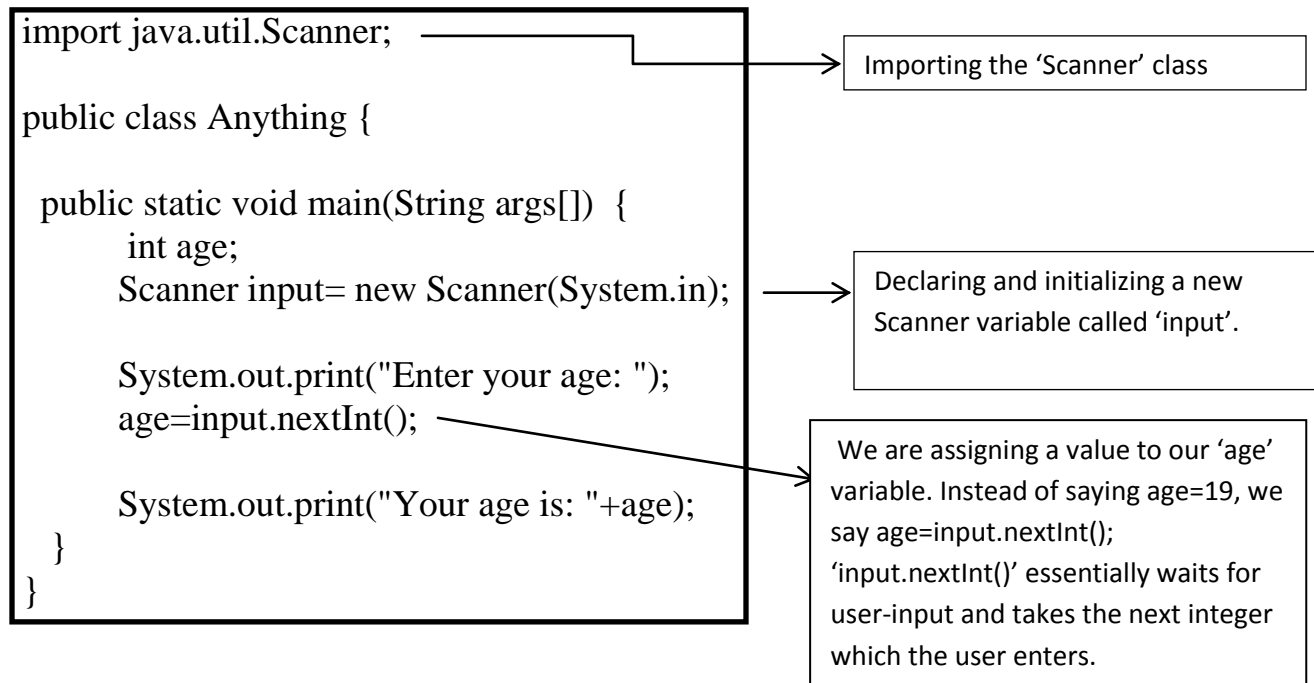 import java.util.Scanner;
Importing the ‘Scanner’ class
public class Anything {
public static void main(String args[])  {
int age;
Scanner input= new Scanner(System.in);
Declaring and initializing a new
Scanner variable called ‘input’.
System.out.print("Enter your age: ");
age=input.nextInt();
We are assigning a value to our ‘age’
variable. Instead of saying age=19, we
say age=input.nextInt();
‘input.nextInt()’ essentially waits for
user-input and takes the next integer
which the user enters.
System.out.print("Your age is: "+age);
}
}